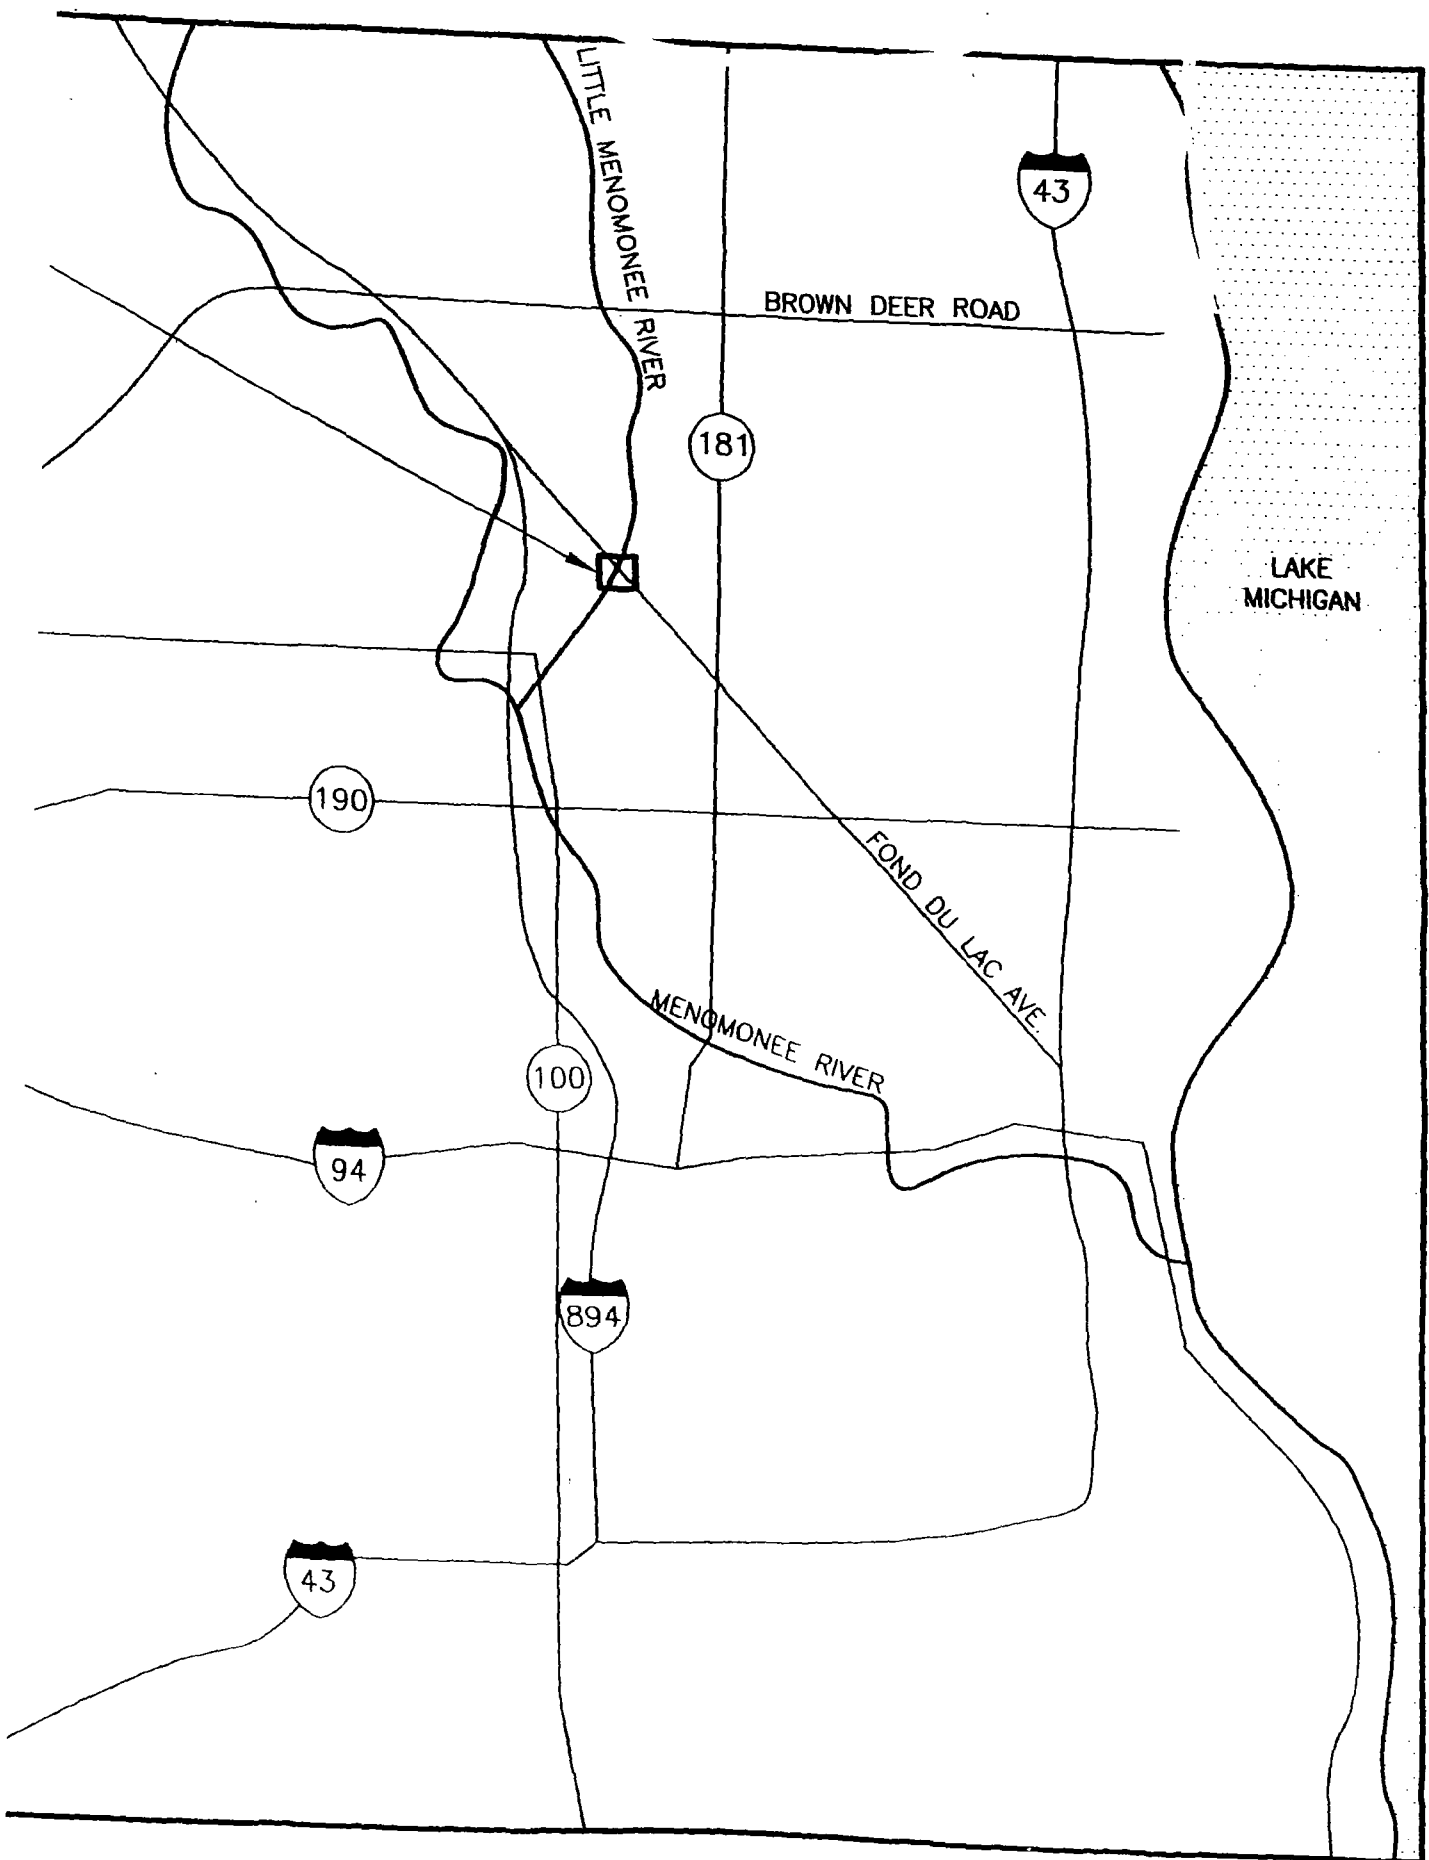 LITTLE MENOMONEE RIVER
43
BROWN DEER ROAD
181
LAKE
MICHIGAN
190
FOND DU LAC AVE.
MENOMONEE RIVER
100
94
894
43